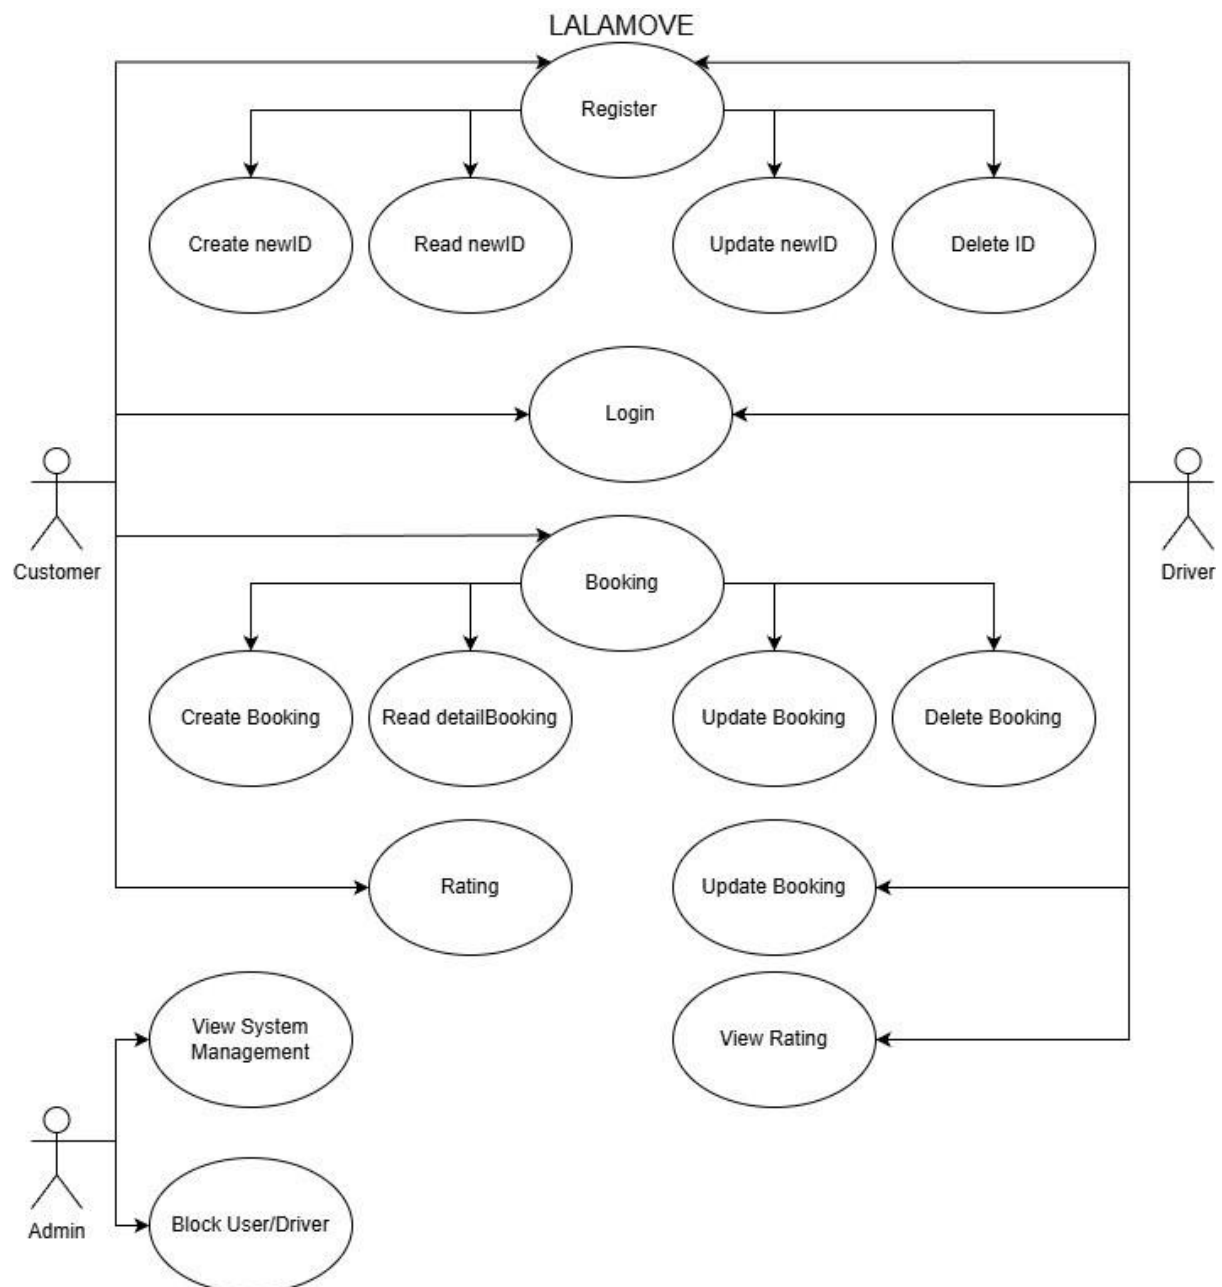 LALAMOVE
Register
Create newID
Read newID
Update newID
Delete ID
Login
Customer
Driver
Booking
Create Booking
Read detailBooking
Update Booking
Delete Booking
Rating
Update Booking
View System
Management
View Rating
Admin
Block User/Driver